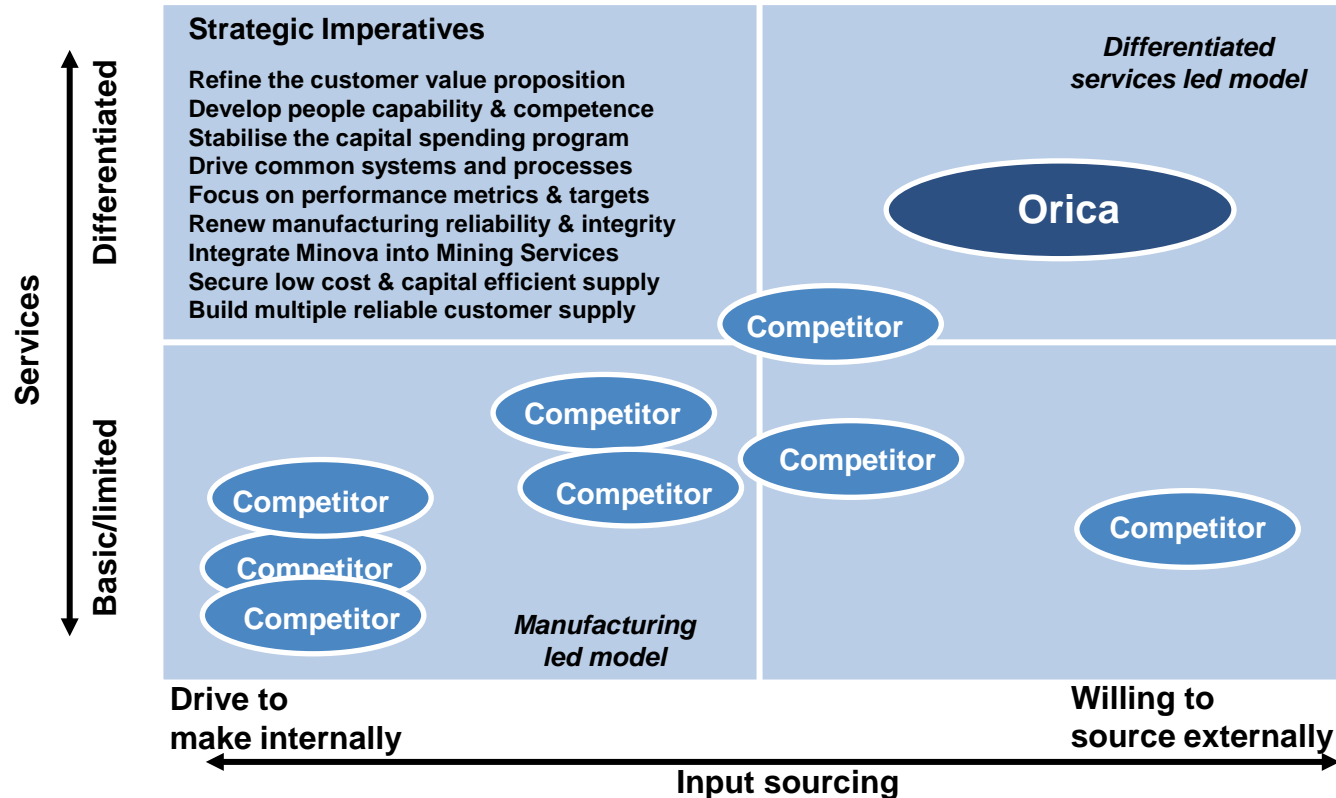 Strategic Imperatives
Refine the customer value proposition
Develop people capability & competence
Stabilise the capital spending program
Drive common systems and processes
Focus on performance metrics & targets
Renew manufacturing reliability & integrity
Integrate Minova into Mining Services
Secure low cost & capital efficient supply
Build multiple reliable customer supply
Differentiated
services led model
Orica
Competitor
Competitor
Competitor
Competitor
Competitor
Competitor
Competitor
Competitor
Manufacturing
led model
Services
Differentiated
Basic/limited
Drive to
make internally
Willing to
source externally
Input sourcing